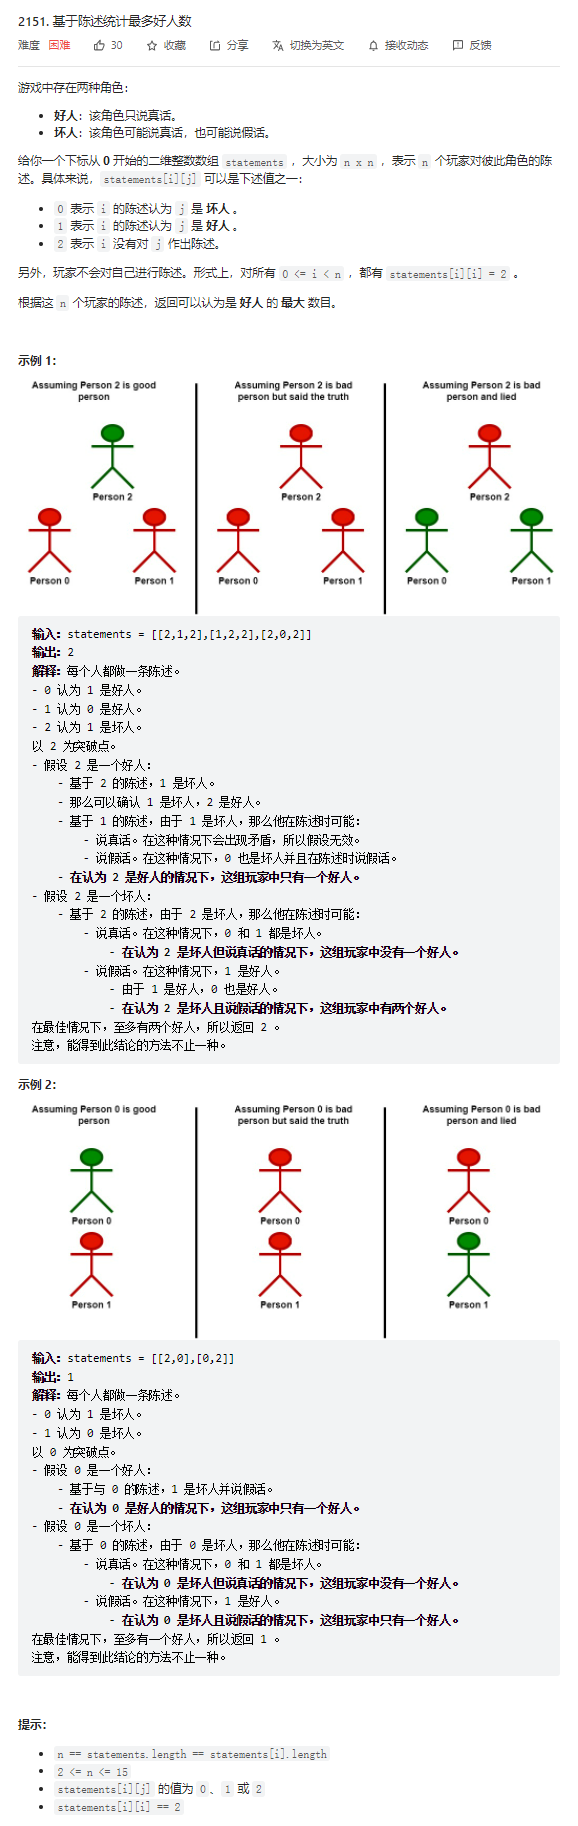 2151. 基于陈述统计最多好人数
难度 困难 30 收藏 分享 切换为英文 接收动态 反馈
游戏中存在两种角色：
• 好人：该角色只说真话。
• 坏人：该角色可能说真话，也可能说假话。
给你一个下标从 0 开始的二维整数数组 statements ，大小为 n x n ，表示 n 个玩家对彼此角色的陈
述。具体来说，statements[i][j] 可以是下述值之一：
• 0 表示 i 的陈述认为 j 是 坏人 。
• 1 表示 i 的陈述认为 j 是 好人 。
• 2 表示 i 没有对 j 作出陈述。
另外，玩家不会对自己进行陈述。形式上，对所有 0 <= i < n ，都有 statements[i][i] = 2 。
根据这 n 个玩家的陈述，返回可以认为是 好人 的 最大 数目。
示例 1：
Assuming Person 2 is good
person
Assuming Person 2 is bad
person but said the truth
Assuming Person 2 is bad
person and lied
Person 2
Person 2
Person 2
Person 0
Person 1
Person 0
Person 1
Person 0
Person 1
输入：statements = [[2,1,2],[1,2,2],[2,0,2]]
输出：2
解释：每个人都做一条陈述。
- 0 认为 1 是好人。
- 1 认为 0 是好人。
- 2 认为 1 是坏人。
以 2 为突破点。
- 假设 2 是一个好人：
- 基于 2 的陈述，1 是坏人。
- 那么可以确认 1 是坏人，2 是好人。
- 基于 1 的陈述，由于 1 是坏人，那么他在陈述时可能：
- 说真话。在这种情况下会出现矛盾，所以假设无效。
- 说假话。在这种情况下，0 也是坏人并且在陈述时说假话。
- 在认为 2 是好人的情况下，这组玩家中只有一个好人。
- 假设 2 是一个坏人：
- 基于 2 的陈述，由于 2 是坏人，那么他在陈述时可能：
- 说真话。在这种情况下，0 和 1 都是坏人。
- 在认为 2 是坏人但说真话的情况下，这组玩家中没有一个好人。
- 说假话。在这种情况下，1 是好人。
- 由于 1 是好人，0 也是好人。
- 在认为 2 是坏人且说假话的情况下，这组玩家中有两个好人。
在最佳情况下，至多有两个好人，所以返回 2 。
注意，能得到此结论的方法不止一种。
示例 2：
Assuming Person 0 is good
person
Assuming Person 0 is bad
person but said the truth
Assuming Person 0 is bad
person and lied
Person 0
Person 0
Person 0
Person 1
Person 1
Person 1
输入：statements = [[2,0],[0,2]]
输出：1
解释：每个人都做一条陈述。
- 0 认为 1 是坏人。
- 1 认为 0 是坏人。
以 0 为突破点。
- 假设 0 是一个好人：
- 基于与 0 的陈述，1 是坏人并说假话。
- 在认为 0 是好人的情况下，这组玩家中只有一个好人。
- 假设 0 是一个坏人：
- 基于 0 的陈述，由于 0 是坏人，那么他在陈述时可能：
- 说真话。在这种情况下，0 和 1 都是坏人。
- 在认为 0 是坏人但说真话的情况下，这组玩家中没有一个好人。
- 说假话。在这种情况下，1 是好人。
- 在认为 0 是坏人且说假话的情况下，这组玩家中只有一个好人。
在最佳情况下，至多有一个好人，所以返回 1 。
注意，能得到此结论的方法不止一种。
提示：
• n == statements.length == statements[i].length
• 2 <= n <= 15
• statements[i][j] 的值为 0、1 或 2
• statements[i][i] == 2